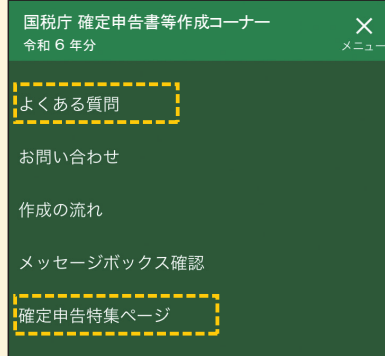 国税庁 確定申告書等作成コーナー
令和 6 年分
メニュー
よくある質問
お問い合わせ
作成の流れ
メッセージボックス確認
確定申告特集ページ